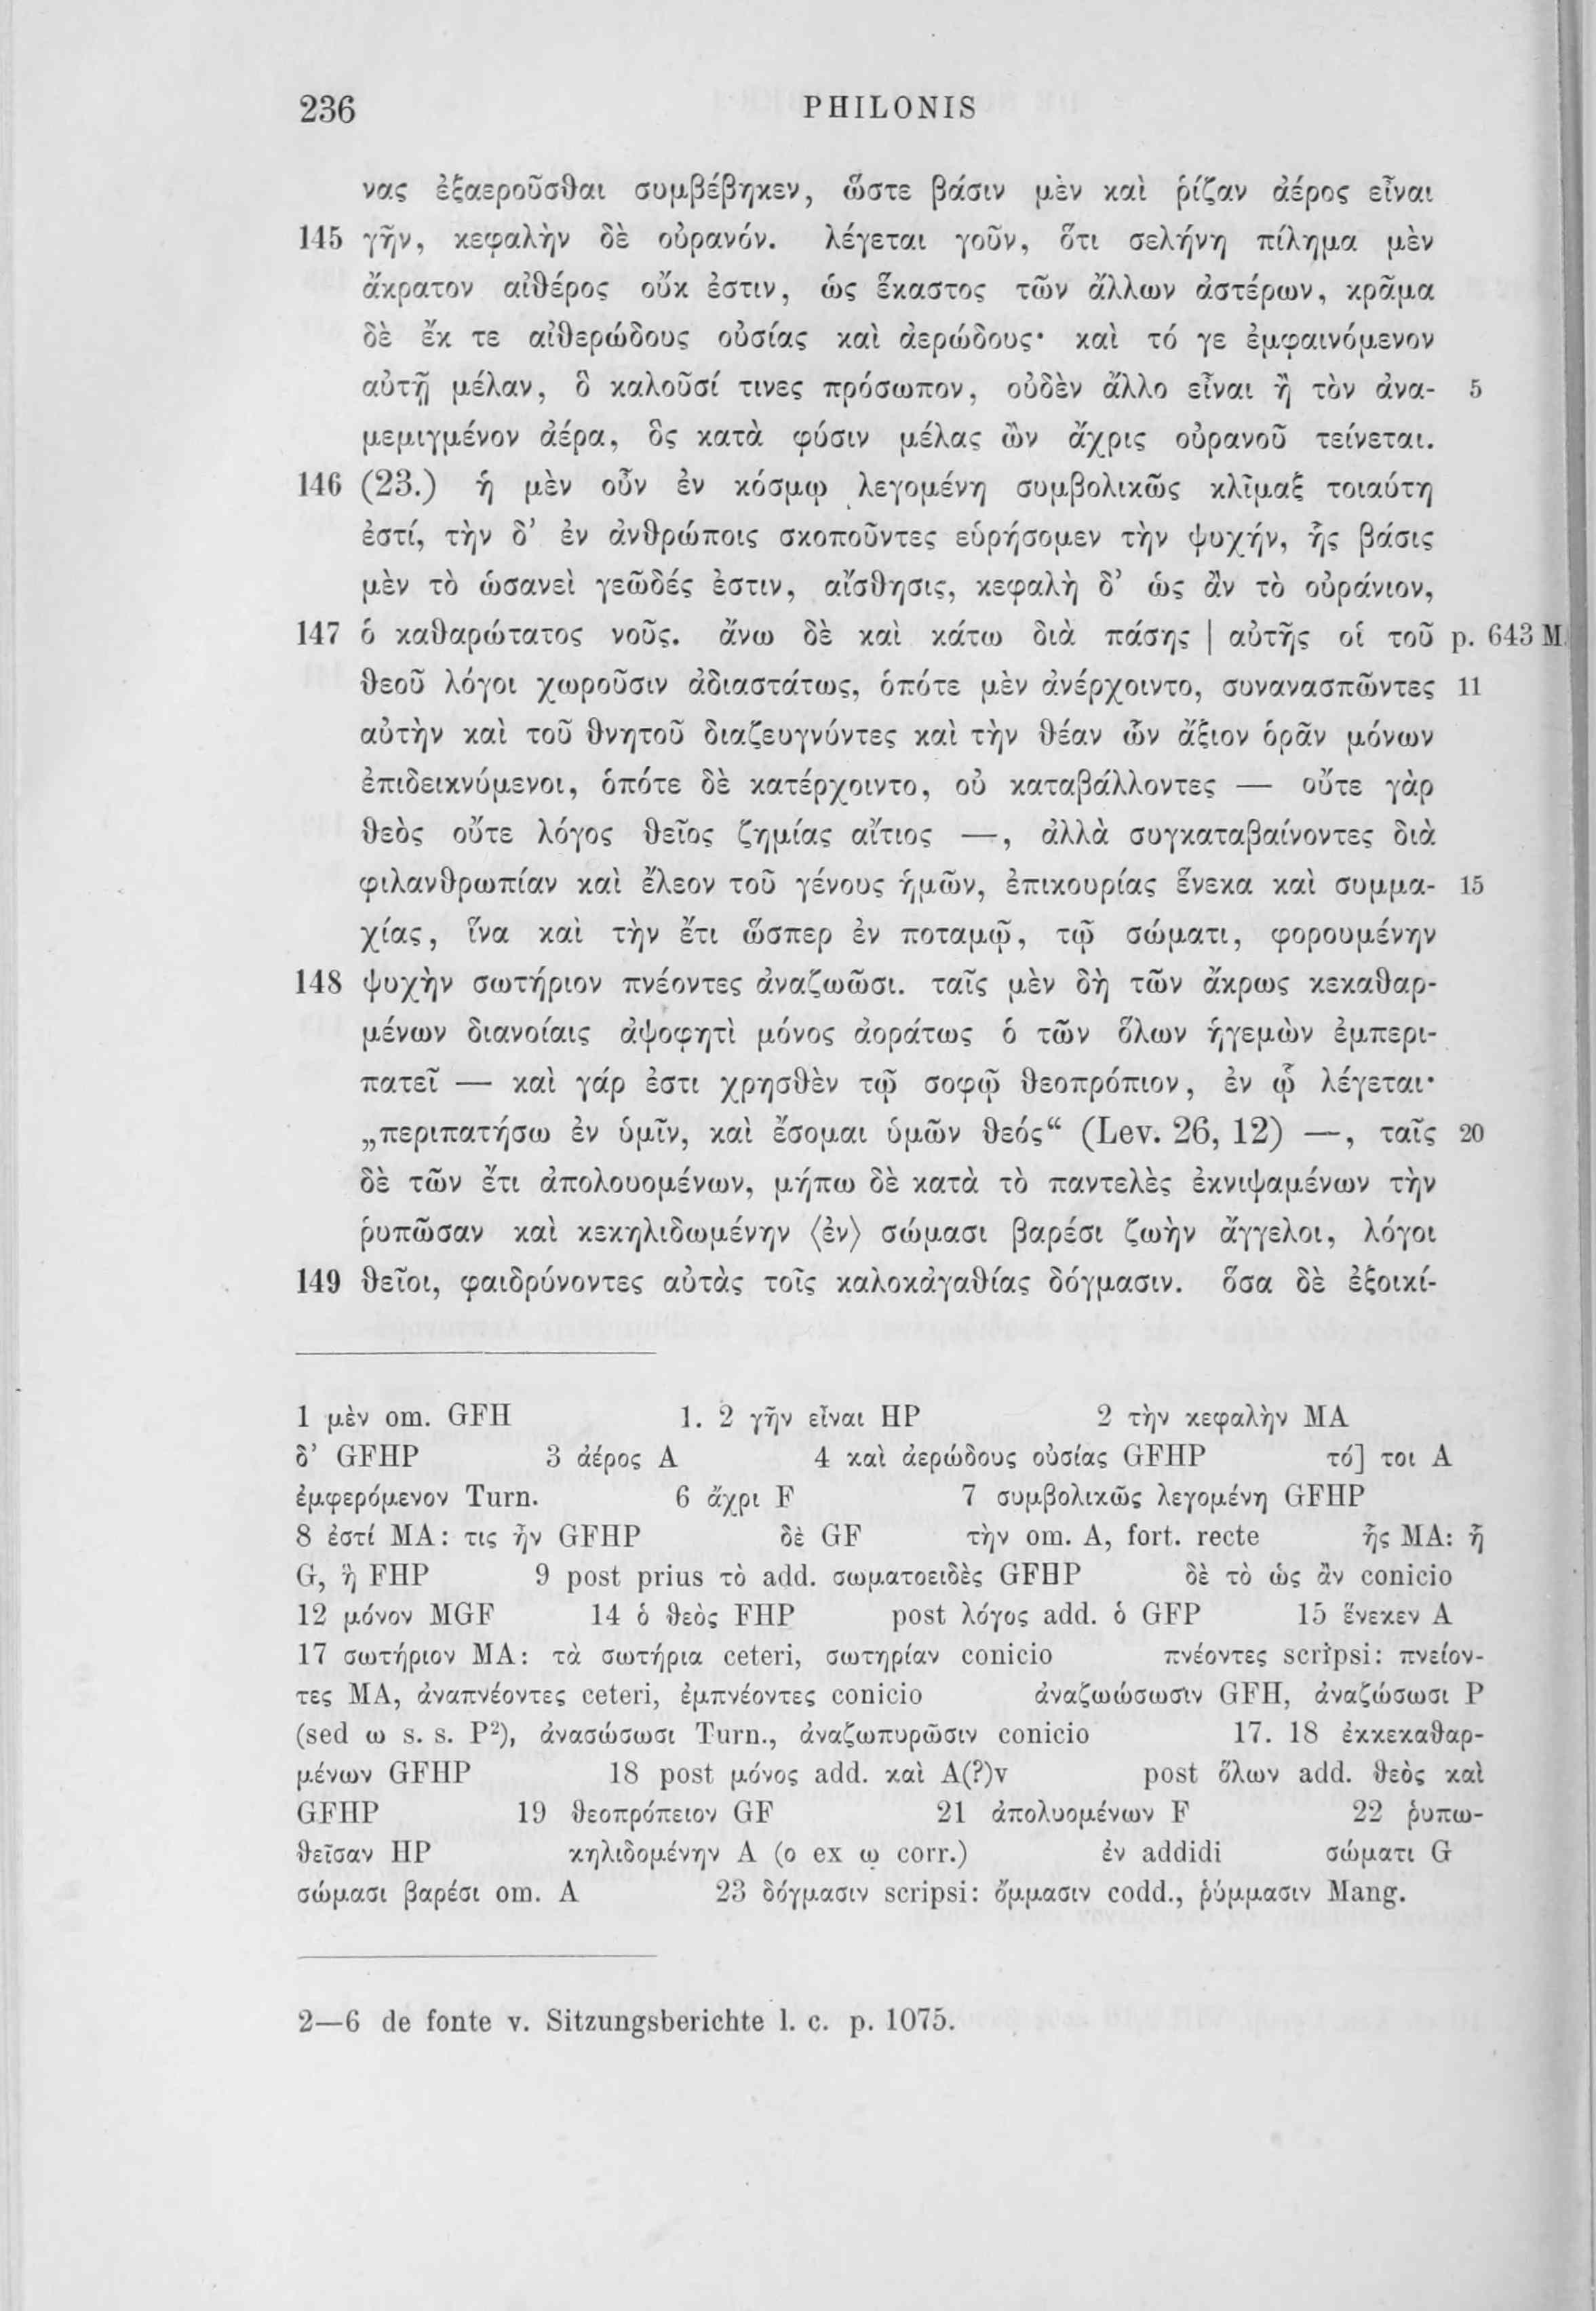 236 PHILONIS
νας ἐξαεροῦσθαι συμβέβηκεν, ὥστε βάσιν μὲν καὶ ῥίζαν ἀέρος εἶναι
145 γῆν, κεφαλὴν δὲ οὐρανόν. λέγεται γοῦν, ὅτι σελήνη πίλημα μὲν
ἄκρατον αἰθέρος οὔκ ἐστιν, ὡς ἕκαστος τῶν ἄλλων ἀστέρων, κρᾶμα
δὲ ἔκ τε αἰθερώδους οὐσίας καὶ ἀερώδους· καὶ τό γε ἐμφαινόμενον
αὐτῇ μέλαν, ὃ καλοῦσί τινες πρόσωπον, οὐδὲν ἄλλο εἶναι ἢ τὸν ἀνα- 5
μεμιγμένον ἀέρα, ὃς κατὰ φύσιν μέλας ὢν ἄχρις οὐρανοῦ τείνεται.
146 (23.) ἡ μὲν οὖν ἐν κόσμῳ λεγομένη συμβολικῶς κλῖμαξ τοιαύτη
ἐστί, τὴν δ’ ἐν ἀνθρώποις σκοποῦντες εὑρήσομεν τὴν ψυχήν, ἧς βάσις
μὲν τὸ ὡσανεὶ γεῶδές ἐστιν, αἴσθησις, κεφαλὴ δ’ ὡς ἂν τὸ οὐράνιον,
147 ὁ καθαρώτατος νοῦς. ἄνω δὲ καὶ κάτω διὰ πάσης | αὐτῆς οἱ τοῦ p. 643 M.
θεοῦ λόγοι χωροῦσιν ἀδιαστάτως, ὁπότε μὲν ἀνέρχοιντο, συνανασπῶντες 11
αὐτὴν καὶ τοῦ θνητοῦ διαζευγνύντες καὶ τὴν θέαν ὧν ἄξιον ὁρᾶν μόνων
ἐπιδεικνύμενοι, ὁπότε δὲ κατέρχοιντο, οὐ καταβάλλοντες — οὔτε γὰρ
θεὸς οὔτε λόγος θεῖος ζημίας αἴτιος —, ἀλλὰ συγκαταβαίνοντες διὰ
φιλανθρωπίαν καὶ ἔλεον τοῦ γένους ἡμῶν, ἐπικουρίας ἕνεκα καὶ συμμα- 15
χίας, ἵνα καὶ τὴν ἔτι ὥσπερ ἐν ποταμῷ, τῷ σώματι, φορουμένην
148 ψυχὴν σωτήριον πνέοντες ἀναζωῶσι. ταῖς μὲν δὴ τῶν ἄκρως κεκαθαρ-
μένων διανοίαις ἀψοφητὶ μόνος ἀοράτως ὁ τῶν ὅλων ἡγεμὼν ἐμπερι-
πατεῖ — καὶ γάρ ἐστι χρησθὲν τῷ σοφῷ θεοπρόπιον, ἐν ᾧ λέγεται·
„περιπατήσω ἐν ὑμῖν, καὶ ἔσομαι ὑμῶν θεός“ (Lev. 26, 12) —, ταῖς 20
δὲ τῶν ἔτι ἀπολουομένων, μήπω δὲ κατὰ τὸ παντελὲς ἐκνιψαμένων τὴν
ῥυπῶσαν καὶ κεκηλιδωμένην ⟨ἐν⟩ σώμασι βαρέσι ζωὴν ἄγγελοι, λόγοι
149 θεῖοι, φαιδρύνοντες αὐτὰς τοῖς καλοκἀγαθίας δόγμασιν. ὅσα δὲ ἐξοικί-
1 μὲν om. GFH 1. 2 γῆν εἶναι HP 2 τὴν κεφαλὴν MA
δ’ GFHP 3 ἀέρος A 4 καὶ ἀερώδους οὐσίας GFHP τό] τοι A
ἐμφερόμενον Turn. 6 ἄχρι F 7 συμβολικῶς λεγομένη GFHP
8 ἐστί MA: τις ἦν GFHP δὲ GF τὴν om. A, fort. recte ἧς MA: ᾗ
G, ἢ FHP 9 post prius τὸ add. σωματοειδὲς GFHP δὲ τὸ ὡς ἂν conicio
12 μόνον MGF 14 ὁ θεὸς FHP post λόγος add. ὁ GFP 15 ἕνεκεν A
17 σωτήριον MA: τὰ σωτήρια ceteri, σωτηρίαν conicio πνέοντες scripsi: πνείον-
τες MA, ἀναπνέοντες ceteri, ἐμπνέοντες conicio ἀναζωώσωσιν GFH, ἀναζώσωσι P
(sed ω s. s. P²), ἀνασώσωσι Turn., ἀναζωπυρῶσιν conicio 17. 18 ἐκκεκαθαρ-
μένων GFHP 18 post μόνος add. καὶ A(?)v post ὅλων add. θεὸς καὶ
GFHP 19 θεοπρόπειον GF 21 ἀπολυομένων F 22 ῥυπω-
θεῖσαν HP κηλιδομένην A (ο ex ω corr.) ἐν addidi σώματι G
σώμασι βαρέσι om. A 23 δόγμασιν scripsi: ὄμμασιν codd., ῥύμμασιν Mang.
2—6 de fonte v. Sitzungsberichte l. c. p. 1075.